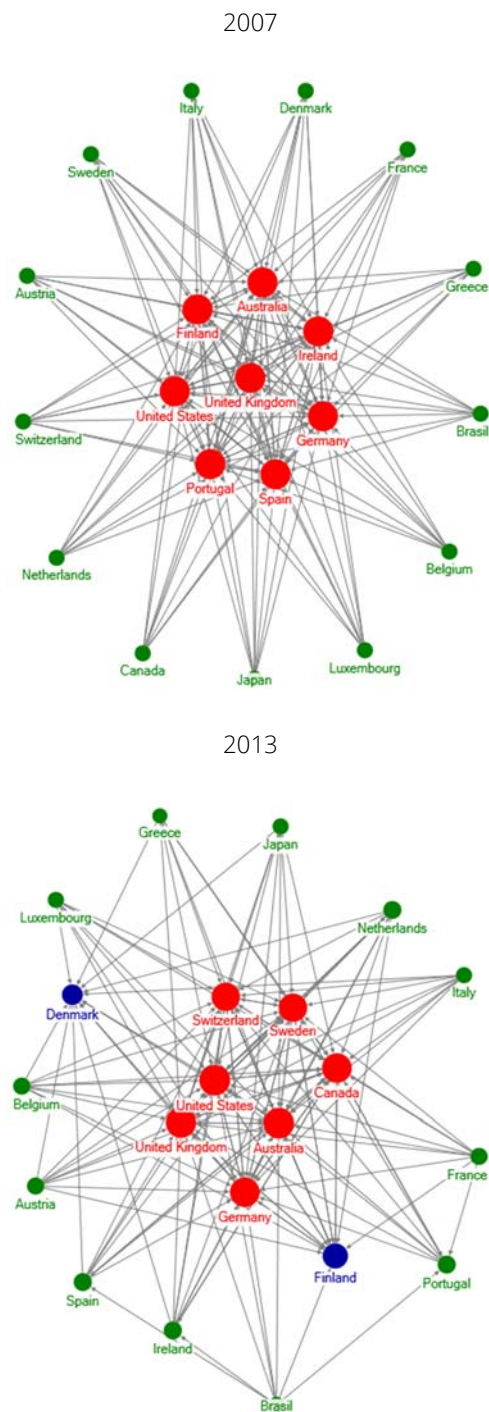 2007
Italy
Denmark
Sweden
France
Austria
Greece
Australia
Finland
Ireland
United Kingdom
United States
Switzerland
Brasil
Germany
Portugal
Spain
Netherlands
Belgium
Canada
Luxembourg
Japan
2013
Greece
Japan
Luxembourg
Netherlands
Italy
Denmark
Switzerland
Sweden
Canada
Belgium
United States
United Kingdom
Australia
France
Austria
Germany
Finland
Portugal
Spain
Ireland
Brasil